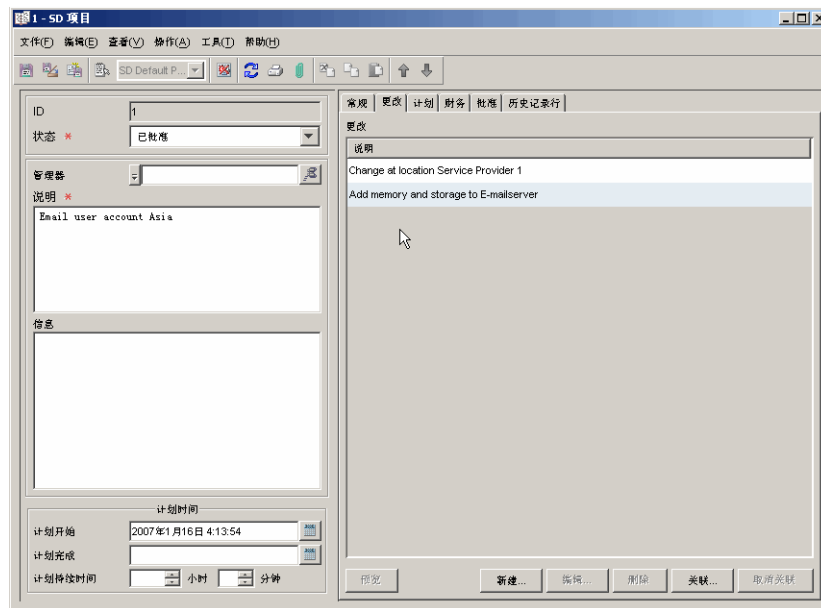 1 - SD 项目
文件(F) 编辑(E) 查看(V) 操作(A) 工具(T) 帮助(H)
SD Default P...
ID 1
状态 * 已批准
管理器
说明 *
Email user account Asia
信息
计划时间
计划开始 2007年1月16日 4:13:54
计划完成
计划持续时间 小时 分钟
常规 更改 计划 财务 批准 历史记录行
更改
说明
Change at location Service Provider 1
Add memory and storage to E-mailserver
预览 新建... 编辑... 删除 关联... 取消关联